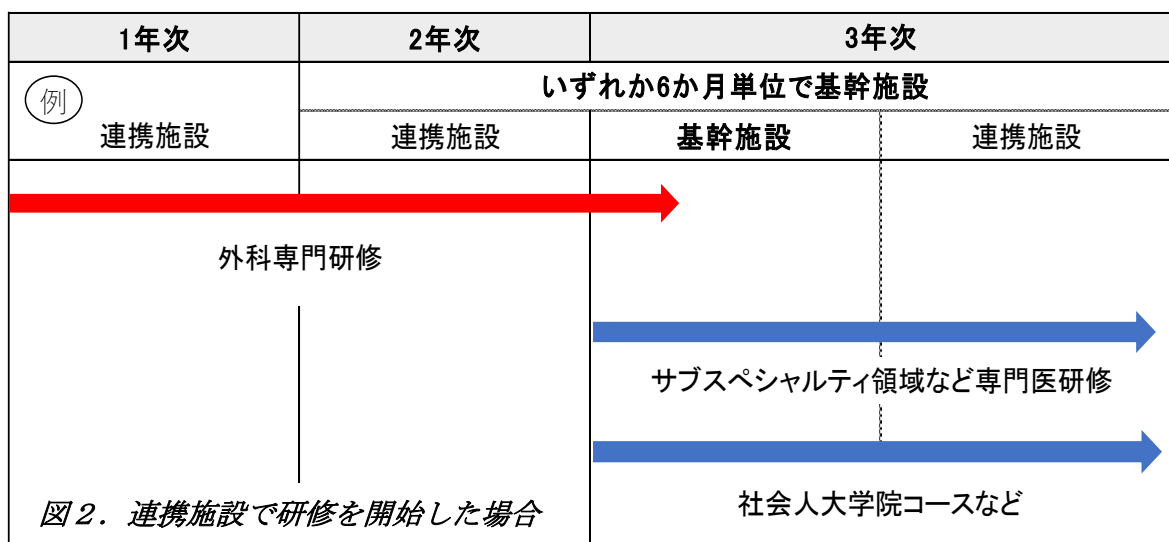 1年次 2年次 3年次
例
いずれか6か月単位で基幹施設
連携施設 連携施設 基幹施設 連携施設
外科専門研修
サブスペシャルティ領域など専門医研修
社会人大学院コースなど
図2．連携施設で研修を開始した場合